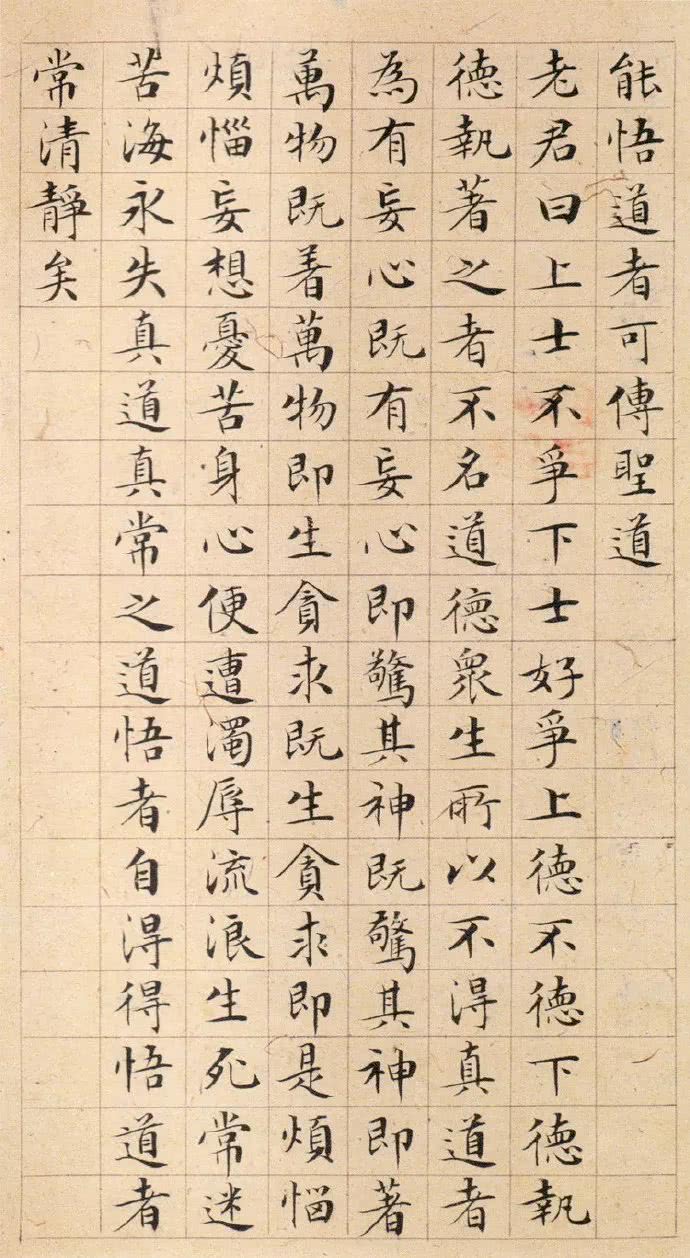 能悟道者可傳聖道
老君曰上士不爭下士好爭上德不德下德執
德執著之者不名道德眾生所以不得真道者
為有妄心既有妄心即驚其神既驚其神即著
萬物既着萬物即生貪求既生貪求即是煩惱
煩惱妄想憂苦身心便遭濁辱流浪生死常迷
苦海永失真道真常之道悟者自得得悟道者
常清靜矣